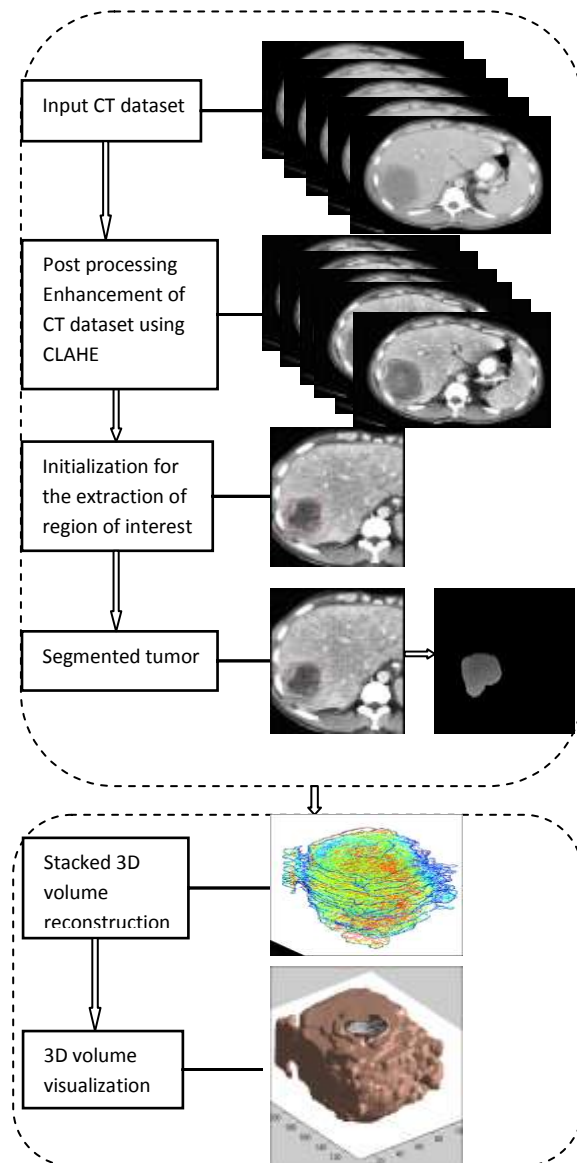 Input CT dataset
Post processing
Enhancement of
CT dataset using
CLAHE
Initialization for
the extraction of
region of interest
Segmented tumor
Stacked 3D
volume
reconstruction
3D volume
visualization